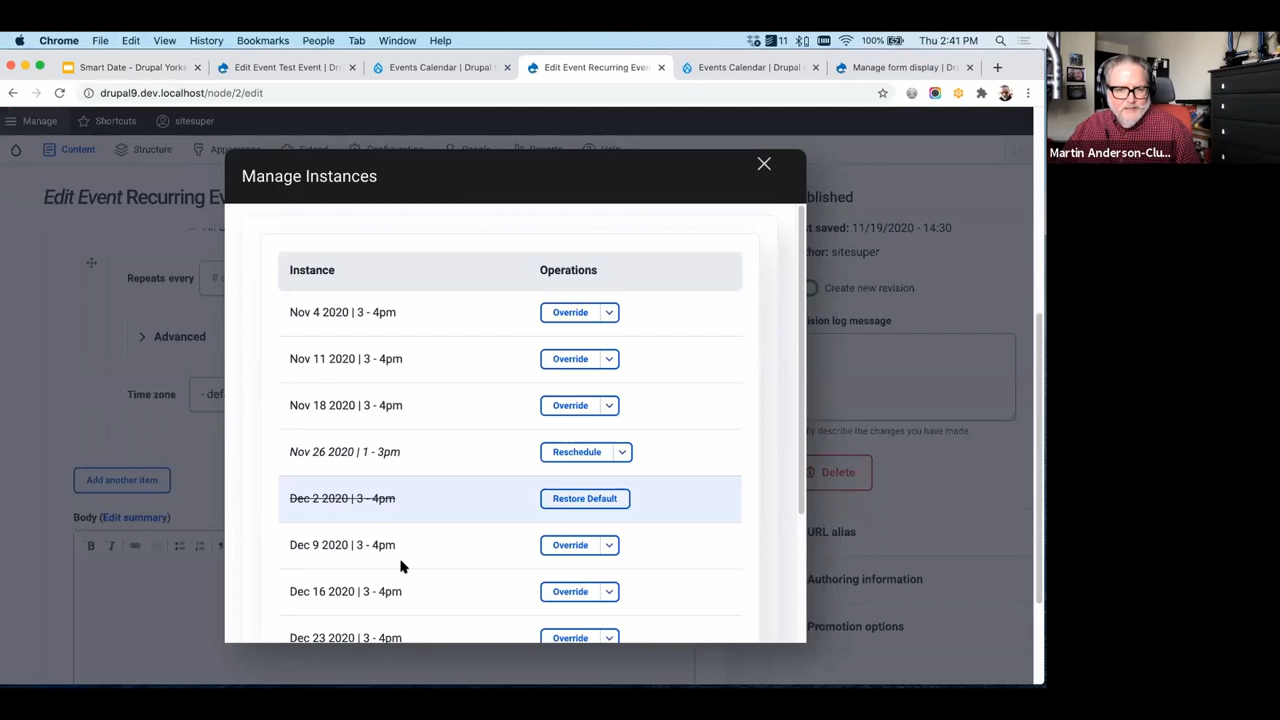 Chrome File Edit View History Bookmarks People Tab Window Help 11 100% Thu 2:41 PM
Smart Date - Drupal Yorks Edit Event Test Event | Dr Events Calendar | Drupal Edit Event Recurring Eve Events Calendar | Drupal Manage form display | Dr
drupal9.dev.localhost/node/2/edit
Manage Shortcuts sitesuper
Content Structure
Edit Event Recurring Ev
Manage Instances
blished
Martin Anderson-Clu...
st saved: 11/19/2020 - 14:30
hor: sitesuper
Repeats every
Create new revision
Instance Operations
Nov 4 2020 | 3 - 4pm Override
ision log message
Advanced
Nov 11 2020 | 3 - 4pm Override
Time zone
Nov 18 2020 | 3 - 4pm Override
fly describe the changes you have made.
Nov 26 2020 | 1 - 3pm Reschedule
Add another item
Delete
Dec 2 2020 | 3 - 4pm Restore Default
Body (Edit summary)
URL alias
B I
Dec 9 2020 | 3 - 4pm Override
Authoring information
Dec 16 2020 | 3 - 4pm Override
Promotion options
Dec 23 2020 | 3 - 4pm Override